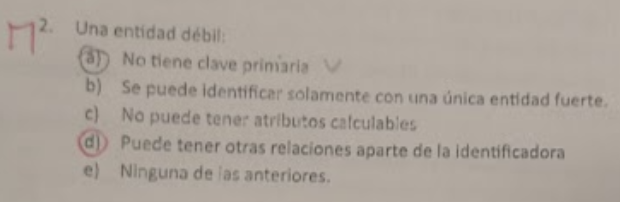 2. Una entidad débil:
a) No tiene clave primaria
b) Se puede identificar solamente con una única entidad fuerte.
c) No puede tener atributos calculables
d) Puede tener otras relaciones aparte de la identificadora
e) Ninguna de las anteriores.